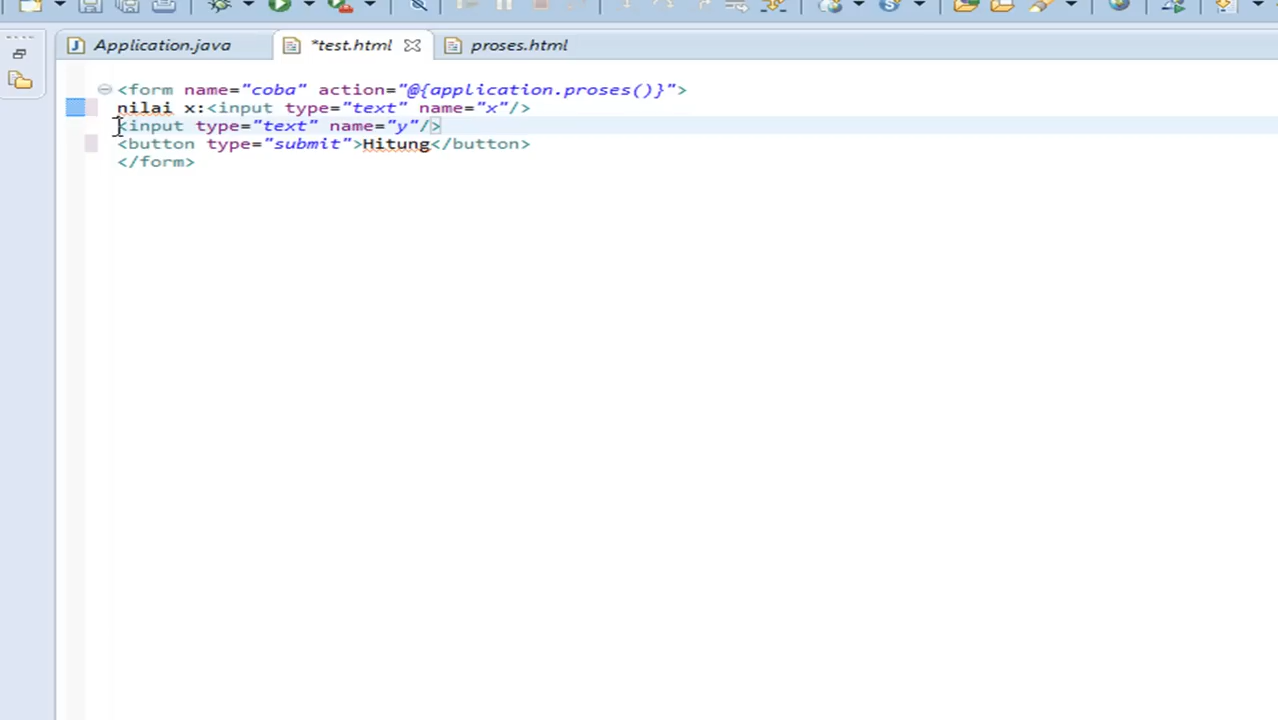 Application.java
*test.html
proses.html
<form name="coba" action="@{application.proses()}">
nilai x:<input type="text" name="x"/>
<input type="text" name="y"/>
<button type="submit">Hitung</button>
</form>